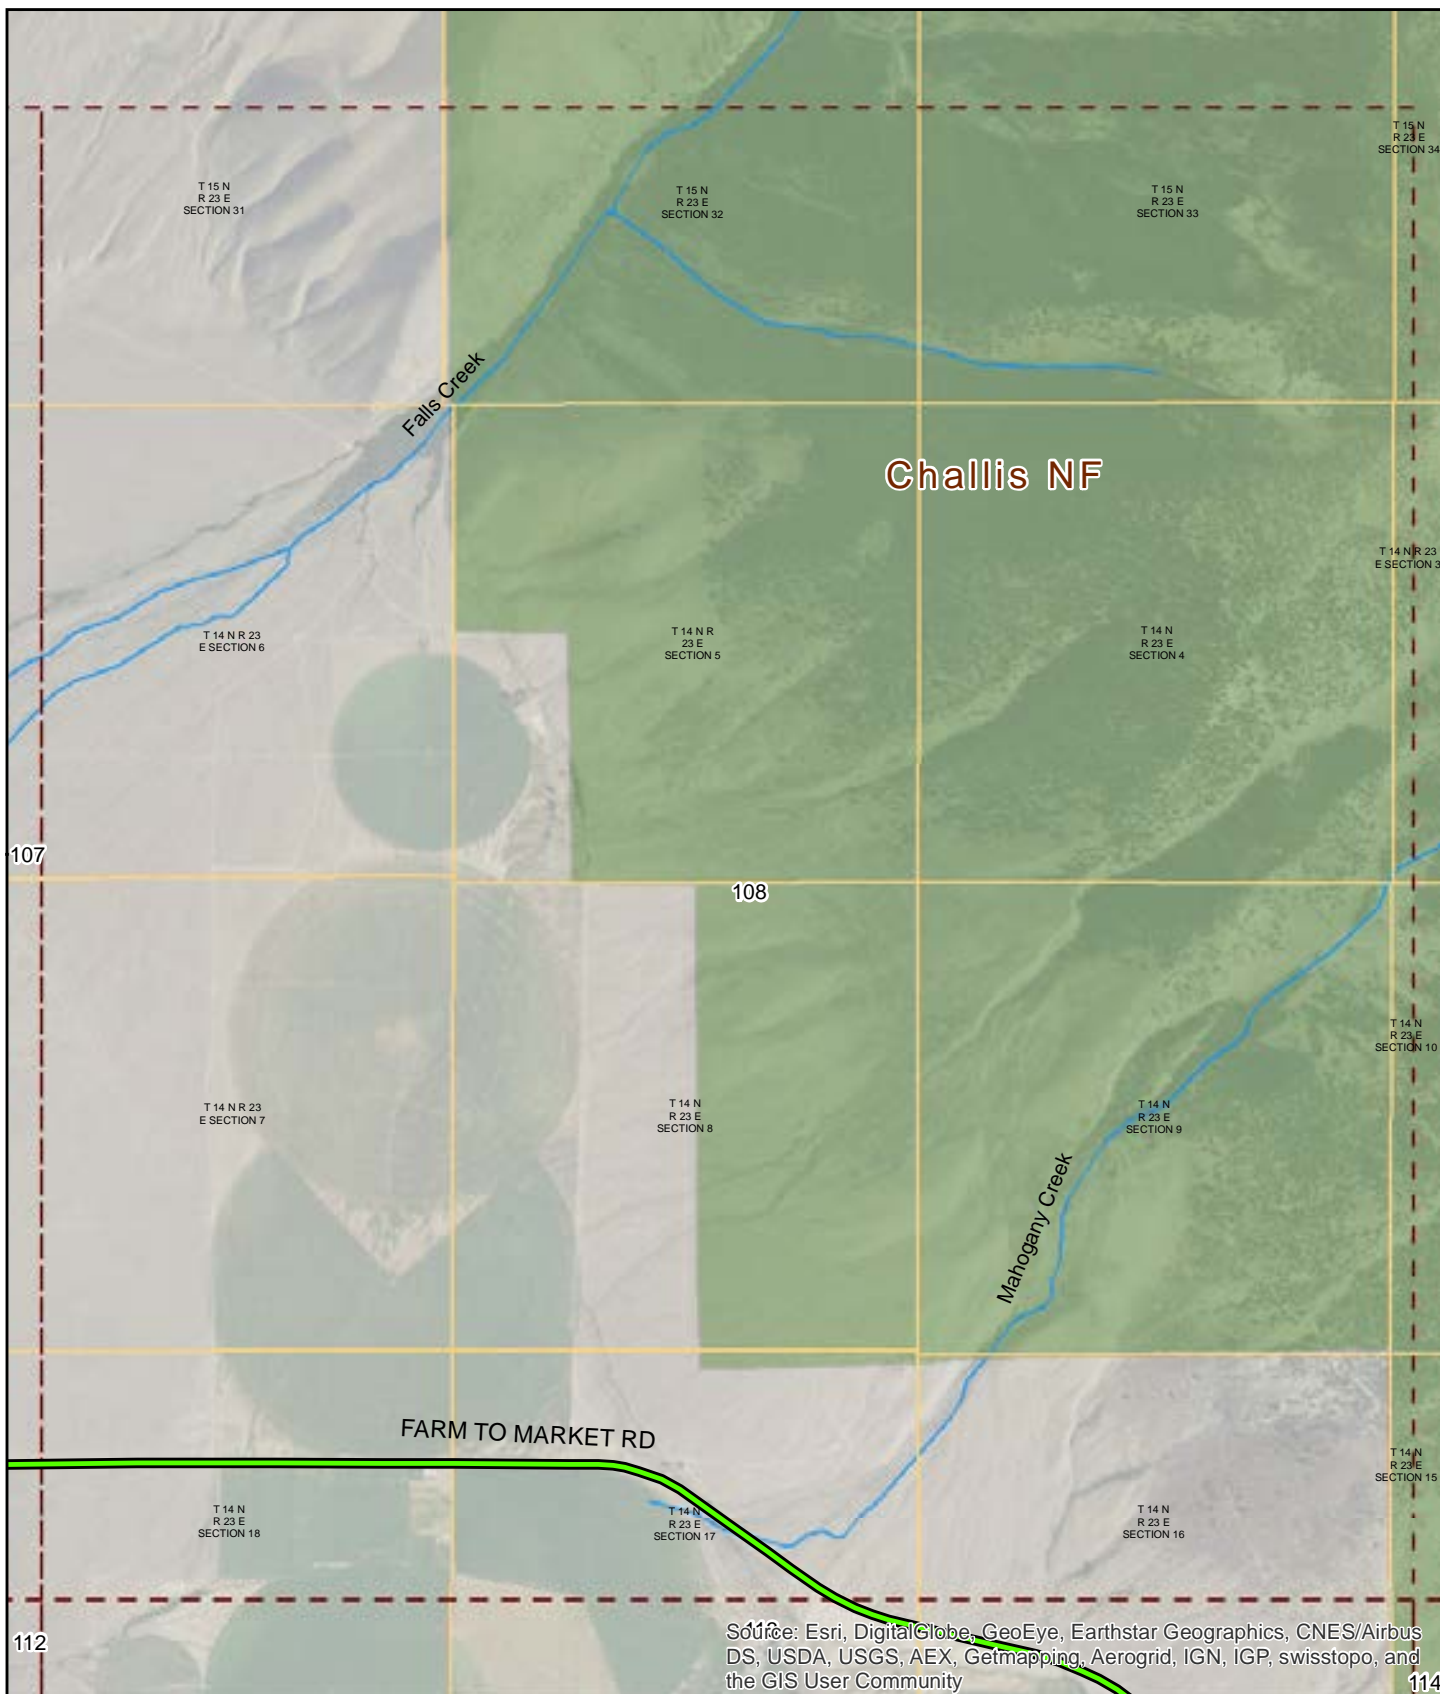 T 15 N
R 23 E
SECTION 34
T 15 N
R 23 E
SECTION 31
T 15 N
R 23 E
SECTION 32
T 15 N
R 23 E
SECTION 33
Falls Creek
Challis NF
T 14 N R 23
E SECTION 3
T 14 N R 23
E SECTION 6
T 14 N R
23 E
SECTION 5
T 14 N
R 23 E
SECTION 4
107
108
T 14 N
R 23 E
SECTION 10
T 14 N R 23
E SECTION 7
T 14 N
R 23 E
SECTION 8
T 14 N
R 23 E
SECTION 9
Mahogany Creek
FARM TO MARKET RD
T 14 N
R 23 E
SECTION 15
T 14 N
R 23 E
SECTION 18
T 14 N
R 23 E
SECTION 17
T 14 N
R 23 E
SECTION 16
112
Source: Esri, DigitalGlobe, GeoEye, Earthstar Geographics, CNES/Airbus
DS, USDA, USGS, AEX, Getmapping, Aerogrid, IGN, IGP, swisstopo, and
the GIS User Community
114